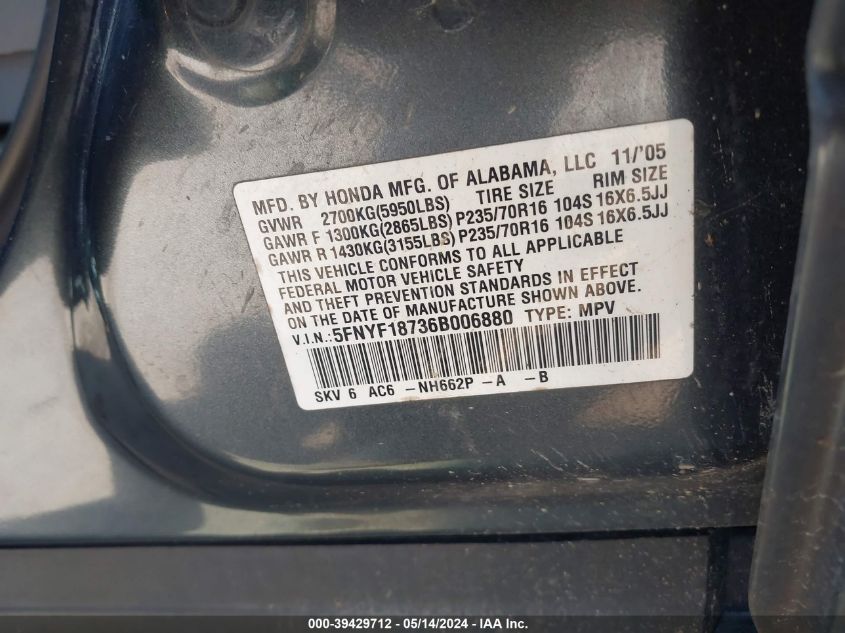 MFD. BY HONDA MFG. OF ALABAMA, LLC 11/'05
GVWR 2700KG(5950LBS) TIRE SIZE RIM SIZE
GAWR F 1300KG(2865LBS) P235/70R16 104S 16X6.5JJ
GAWR R 1430KG(3155LBS) P235/70R16 104S 16X6.5JJ
THIS VEHICLE CONFORMS TO ALL APPLICABLE
FEDERAL MOTOR VEHICLE SAFETY
AND THEFT PREVENTION STANDARDS IN EFFECT
ON THE DATE OF MANUFACTURE SHOWN ABOVE.
V.I.N.:5FNYF18736B006880 TYPE: MPV
SKV 6 AC6 -NH662P -A -B
000-39429712 - 05/14/2024 - IAA Inc.